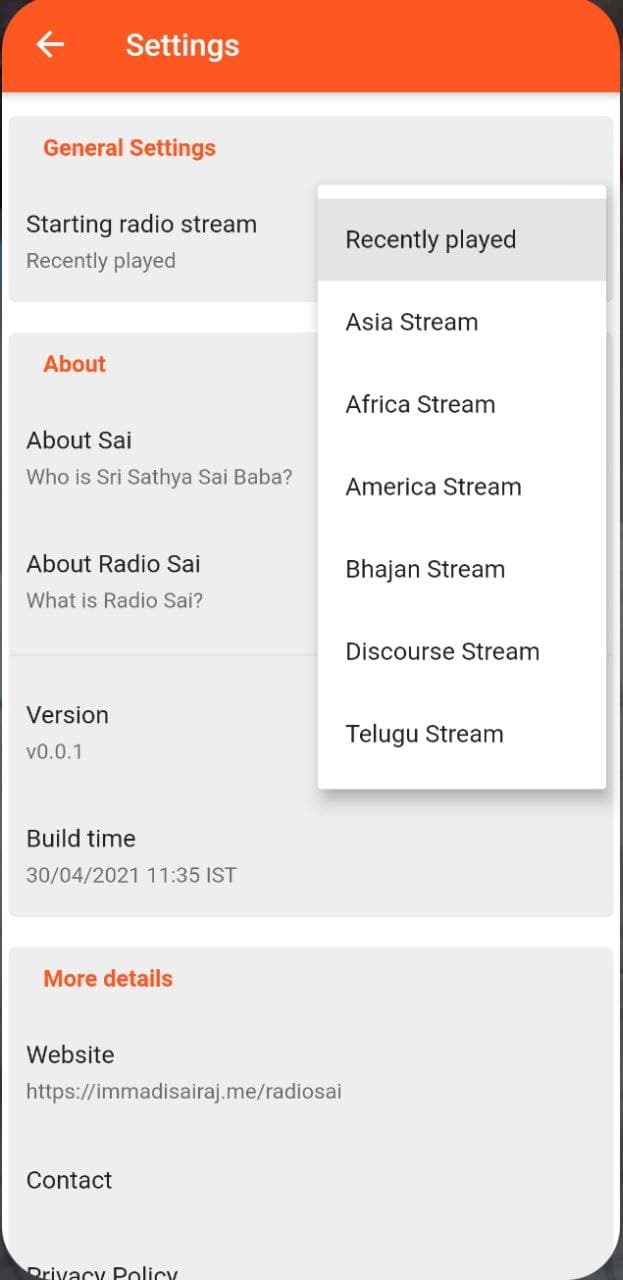 Settings
General Settings
Starting radio stream
Recently played
Recently played
Asia Stream
Africa Stream
America Stream
Bhajan Stream
Discourse Stream
Telugu Stream
About
About Sai
Who is Sri Sathya Sai Baba?
About Radio Sai
What is Radio Sai?
Version
v0.0.1
Build time
30/04/2021 11:35 IST
More details
Website
https://immadisairaj.me/radiosai
Contact
Privacy Policy